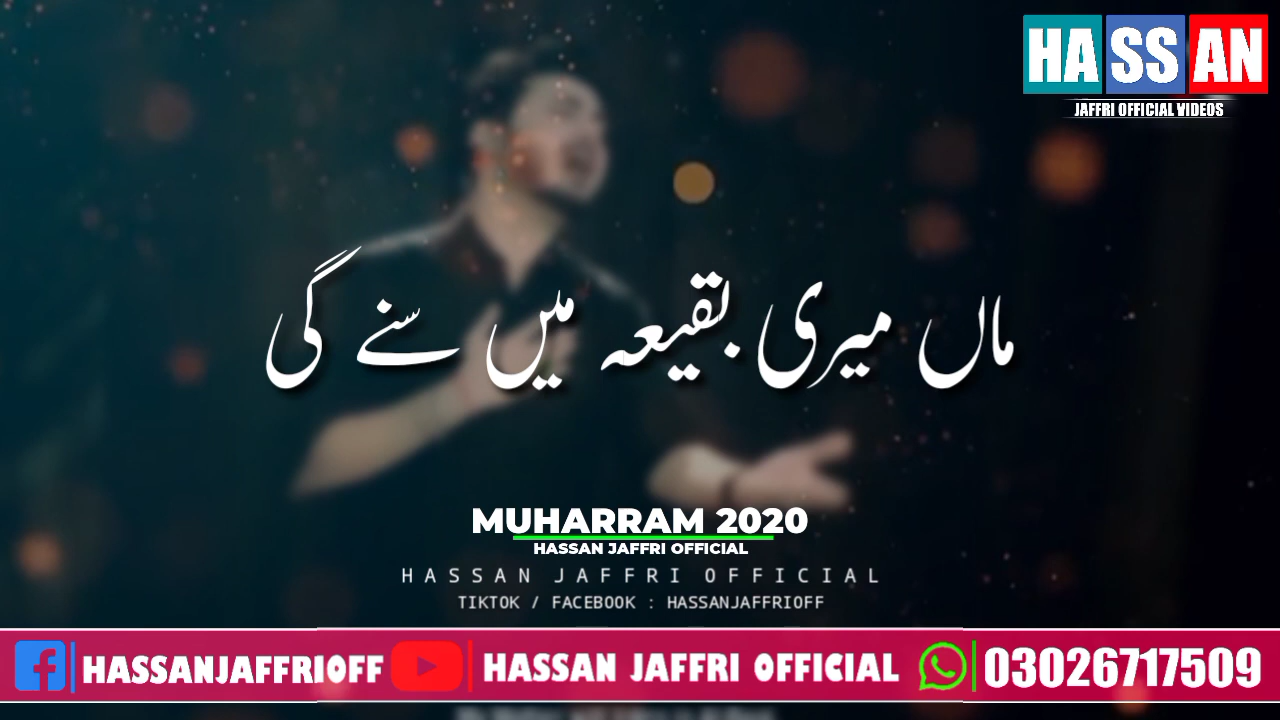 HASSAN
JAFFRI OFFICIAL VIDEOS
ماں میری بقیعہ میں سنے گی
MUHARRAM 2020
HASSAN JAFFRI OFFICIAL
HASSAN JAFFRI OFFICIAL
TIKTOK / FACEBOOK : HASSANJAFFRIOFF
HASSANJAFFRIOFF HASSAN JAFFRI OFFICIAL 03026717509